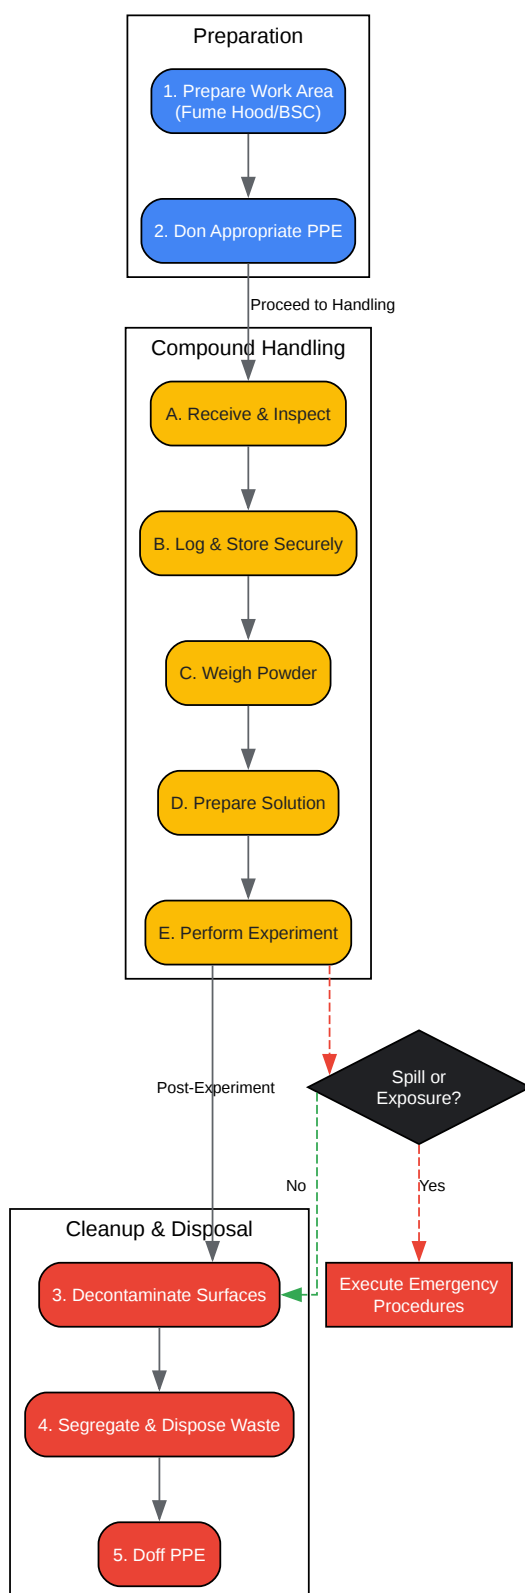 Preparation
1. Prepare Work Area
(Fume Hood/BSC)
2. Don Appropriate PPE
Proceed to Handling
Compound Handling
A. Receive & Inspect
B. Log & Store Securely
C. Weigh Powder
D. Prepare Solution
E. Perform Experiment
Spill or
Exposure?
Post-Experiment
No
Yes
Cleanup & Disposal
3. Decontaminate Surfaces
Execute Emergency
Procedures
4. Segregate & Dispose Waste
5. Doff PPE